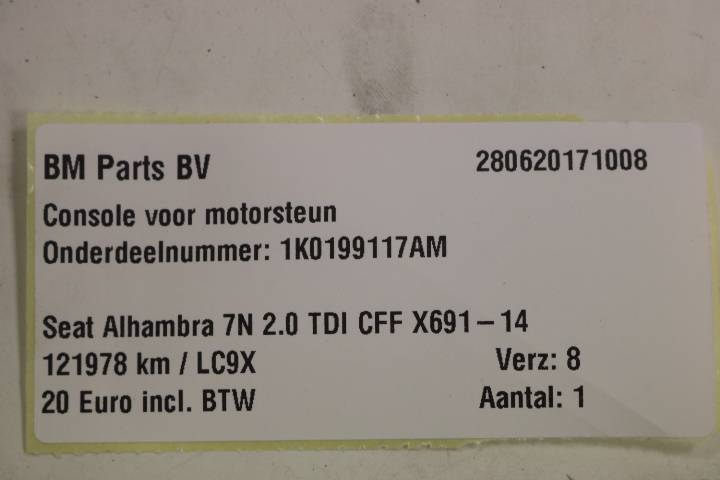 BM Parts BV 280620171008
Console voor motorsteun
Onderdeelnummer: 1K0199117AM
Seat Alhambra 7N 2.0 TDI CFF X691-14
121978 km / LC9X Verz: 8
20 Euro incl. BTW Aantal: 1